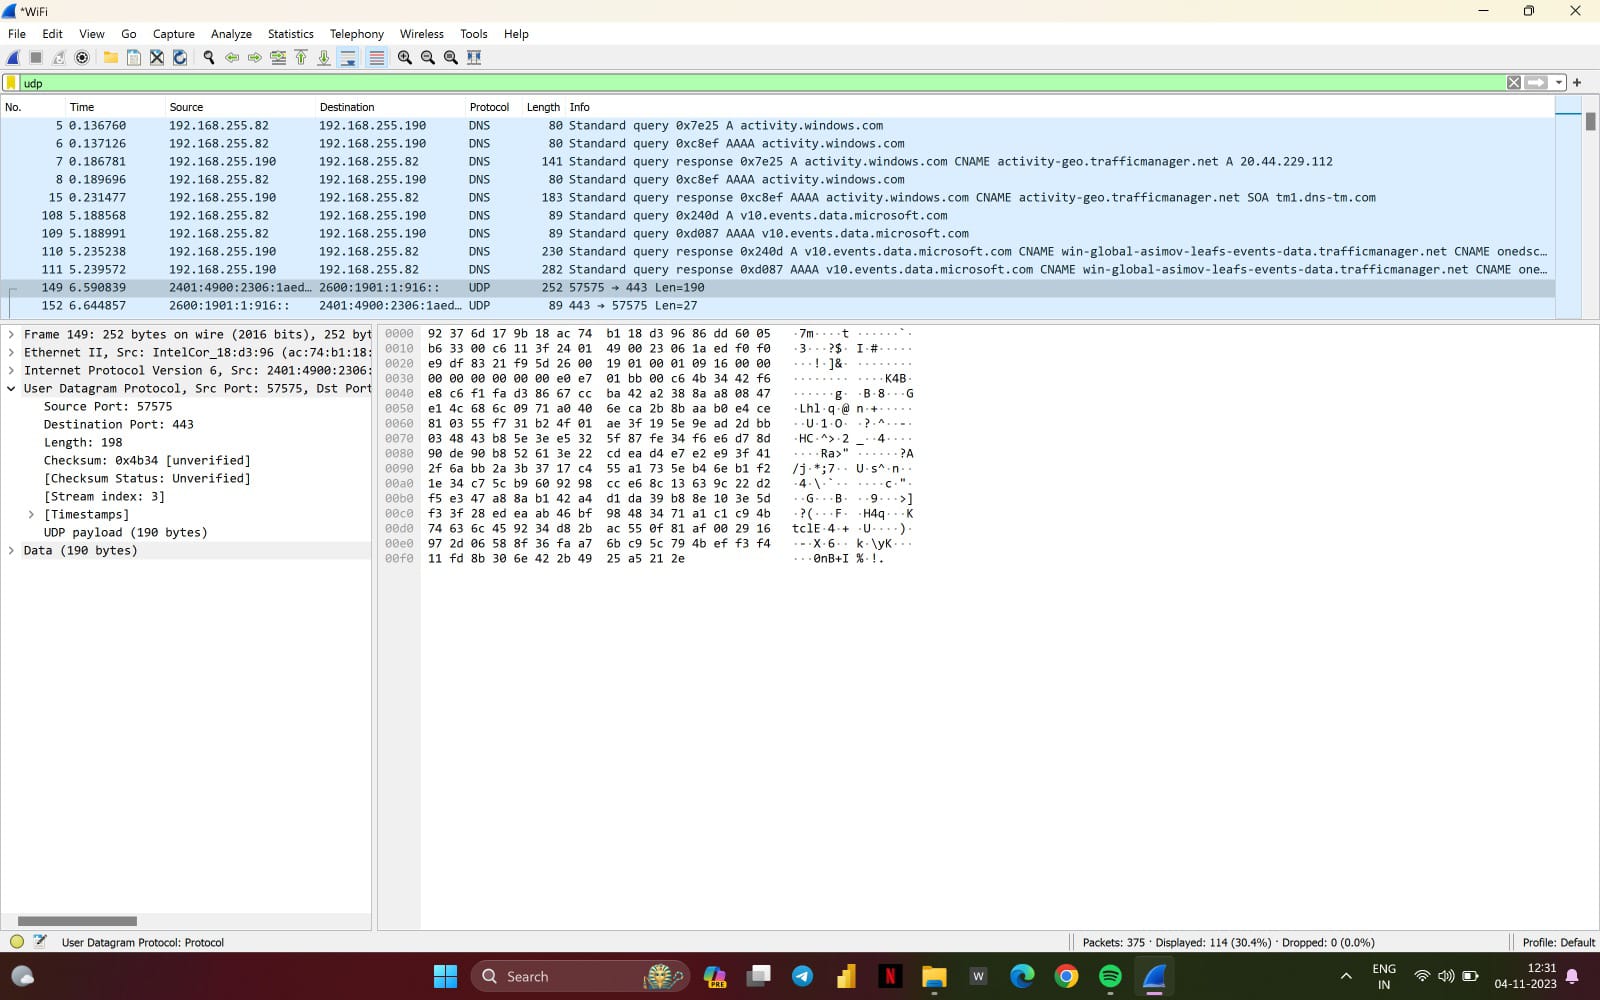 *WiFi
File Edit View Go Capture Analyze Statistics Telephony Wireless Tools Help
udp
No. Time Source Destination Protocol Length Info
5 0.136760 192.168.255.82 192.168.255.190 DNS 80 Standard query 0x7e25 A activity.windows.com
6 0.137126 192.168.255.82 192.168.255.190 DNS 80 Standard query 0xc8ef AAAA activity.windows.com
7 0.186781 192.168.255.190 192.168.255.82 DNS 141 Standard query response 0x7e25 A activity.windows.com CNAME activity-geo.trafficmanager.net A 20.44.229.112
8 0.189696 192.168.255.82 192.168.255.190 DNS 80 Standard query 0xc8ef AAAA activity.windows.com
15 0.231477 192.168.255.190 192.168.255.82 DNS 183 Standard query response 0xc8ef AAAA activity.windows.com CNAME activity-geo.trafficmanager.net SOA tm1.dns-tm.com
108 5.188568 192.168.255.82 192.168.255.190 DNS 89 Standard query 0x240d A v10.events.data.microsoft.com
109 5.188991 192.168.255.82 192.168.255.190 DNS 89 Standard query 0xd087 AAAA v10.events.data.microsoft.com
110 5.235238 192.168.255.190 192.168.255.82 DNS 230 Standard query response 0x240d A v10.events.data.microsoft.com CNAME win-global-asimov-leafs-events-data.trafficmanager.net CNAME onedsc…
111 5.239572 192.168.255.190 192.168.255.82 DNS 282 Standard query response 0xd087 AAAA v10.events.data.microsoft.com CNAME win-global-asimov-leafs-events-data.trafficmanager.net CNAME one…
149 6.590839 2401:4900:2306:1aed… 2600:1901:1:916:: UDP 252 57575 → 443 Len=190
152 6.644857 2600:1901:1:916:: 2401:4900:2306:1aed… UDP 89 443 → 57575 Len=27
Frame 149: 252 bytes on wire (2016 bits), 252 byt
Ethernet II, Src: IntelCor_18:d3:96 (ac:74:b1:18:
Internet Protocol Version 6, Src: 2401:4900:2306:
User Datagram Protocol, Src Port: 57575, Dst Port
Source Port: 57575
Destination Port: 443
Length: 198
Checksum: 0x4b34 [unverified]
[Checksum Status: Unverified]
[Stream index: 3]
[Timestamps]
UDP payload (190 bytes)
Data (190 bytes)
0000 92 37 6d 17 9b 18 ac 74 b1 18 d3 96 86 dd 60 05 ·7m····t ······`·
0010 b6 33 00 c6 11 3f 24 01 49 00 23 06 1a ed f0 f0 ·3···?$· I·#·····
0020 e9 df 83 21 f9 5d 26 00 19 01 00 01 09 16 00 00 ···!·]&· ········
0030 00 00 00 00 00 00 e0 e7 01 bb 00 c6 4b 34 42 f6 ········ ····K4B·
0040 e8 c6 f1 fa d3 86 67 cc ba 42 a2 38 8a a8 08 47 ······g· ·B·8···G
0050 e1 4c 68 6c 09 71 a0 40 6e ca 2b 8b aa b0 e4 ce ·Lhl·q·@ n·+·····
0060 81 03 55 f7 31 b2 4f 01 ae 3f 19 5e 9e ad 2d bb ··U·1·O· ·?·^··-·
0070 03 48 43 b8 5e 3e e5 32 5f 87 fe 34 f6 e6 d7 8d ·HC·^>·2 _··4····
0080 90 de 90 b8 52 61 3e 22 cd ea d4 e7 e2 e9 3f 41 ····Ra>" ······?A
0090 2f 6a bb 2a 3b 37 17 c4 55 a1 73 5e b4 6e b1 f2 /j·*;7·· U·s^·n··
00a0 1e 34 c7 5c b9 60 92 98 cc e6 8c 13 63 9c 22 d2 ·4·\·`·· ····c·"·
00b0 f5 e3 47 a8 8a b1 42 a4 d1 da 39 b8 8e 10 3e 5d ··G···B· ··9···>]
00c0 f3 3f 28 ed ea ab 46 bf 98 48 34 71 a1 c1 c9 4b ·?(···F· ·H4q···K
00d0 74 63 6c 45 92 34 d8 2b ac 55 0f 81 af 00 29 16 tclE·4·+ ·U····)·
00e0 97 2d 06 58 8f 36 fa a7 6b c9 5c 79 4b ef f3 f4 ·-·X·6·· k·\yK···
00f0 11 fd 8b 30 6e 42 2b 49 25 a5 21 2e ···0nB+I %·!.
User Datagram Protocol: Protocol
Packets: 375 · Displayed: 114 (30.4%) · Dropped: 0 (0.0%)
Profile: Default
Search
PRE
N
W
ENG
IN
12:31
04-11-2023